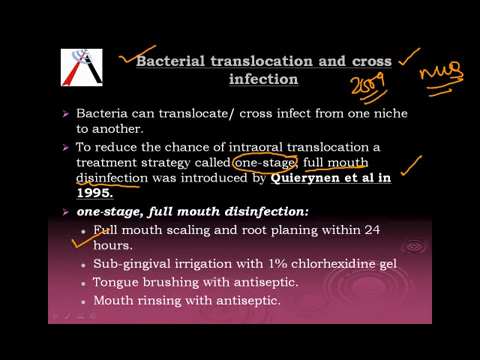 Bacterial translocation and cross
infection
2009
Bacteria can translocate/ cross infect from one niche
to another.
To reduce the chance of intraoral translocation a
treatment strategy called one-stage, full mouth
disinfection was introduced by Quierynen et al in
1995.
one-stage, full mouth disinfection:
Full mouth scaling and root planing within 24
hours.
Sub-gingival irrigation with 1% chlorhexidine gel
Tongue brushing with antiseptic.
Mouth rinsing with antiseptic.